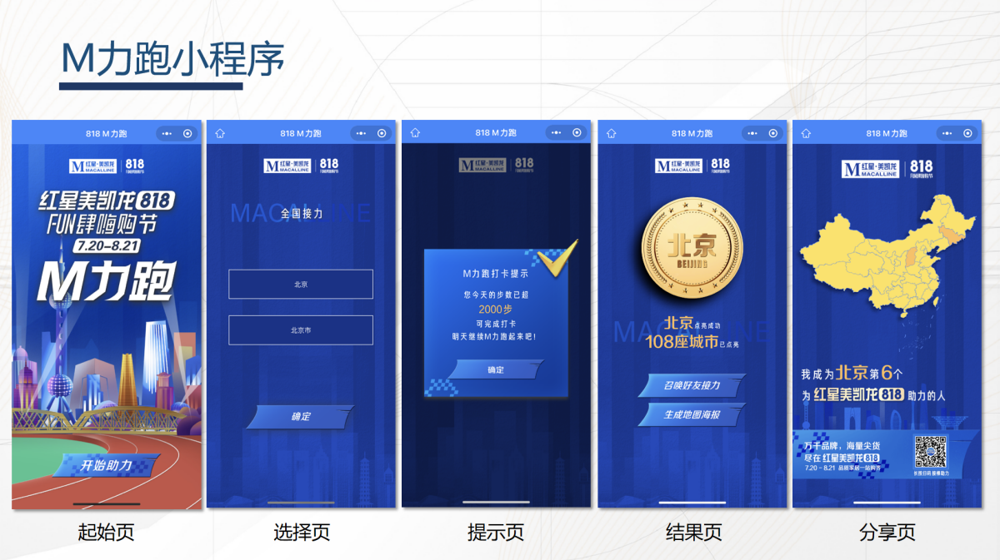 M力跑小程序
818 M力跑
红星·美凯龙
MACALLINE
818
红星美凯龙818
FUN肆嗨购节
7.20-8.21
M力跑
开始助力
起始页
818 M力跑
红星·美凯龙
MACALLINE
818
MACALLINE
全国接力
北京
北京市
确定
选择页
818 M力跑
红星·美凯龙
MACALLINE
818
M力跑打卡提示
您今天的步数已超
2000步
可完成打卡
明天继续M力跑起来吧！
确定
提示页
818 M力跑
红星·美凯龙
MACALLINE
818
北京
BEIJING
北京点亮成功
108座城市已点亮
召唤好友接力
生成地图海报
结果页
818 M力跑
红星·美凯龙
MACALLINE
818
我成为北京第6个
为红星美凯龙818助力的人
万千品牌，海量尖货
尽在红星美凯龙818
7.20 - 8.21 品质家居一站购齐
分享页